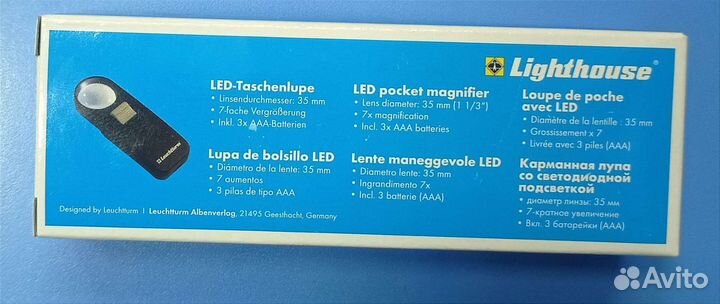 Lighthouse®
LED-Taschenlupe
• Linsendurchmesser: 35 mm
• 7-fache Vergrößerung
• Inkl. 3x AAA-Batterien
LED pocket magnifier
• Lens diameter: 35 mm (1 1/3")
• 7x magnification
• Incl. 3x AAA batteries
Loupe de poche
avec LED
• Diamètre de la lentille : 35 mm
• Grossissement x 7
• Livrée avec 3 piles (AAA)
Lupa de bolsillo LED
• Diámetro de la lente: 35 mm
• 7 aumentos
• 3 pilas de tipo AAA
Lente maneggevole LED
• Diametro lente: 35 mm
• Ingrandimento 7x
• Incl. 3 batterie (AAA)
Карманная лупа
со светодиодной
подсветкой
• диаметр линзы: 35 мм
• 7-кратное увеличение
• Вкл. 3 батарейки (AAA)
Leuchtturm
Designed by Leuchtturm | Leuchtturm Albenverlag, 21495 Geesthacht, Germany
Avito